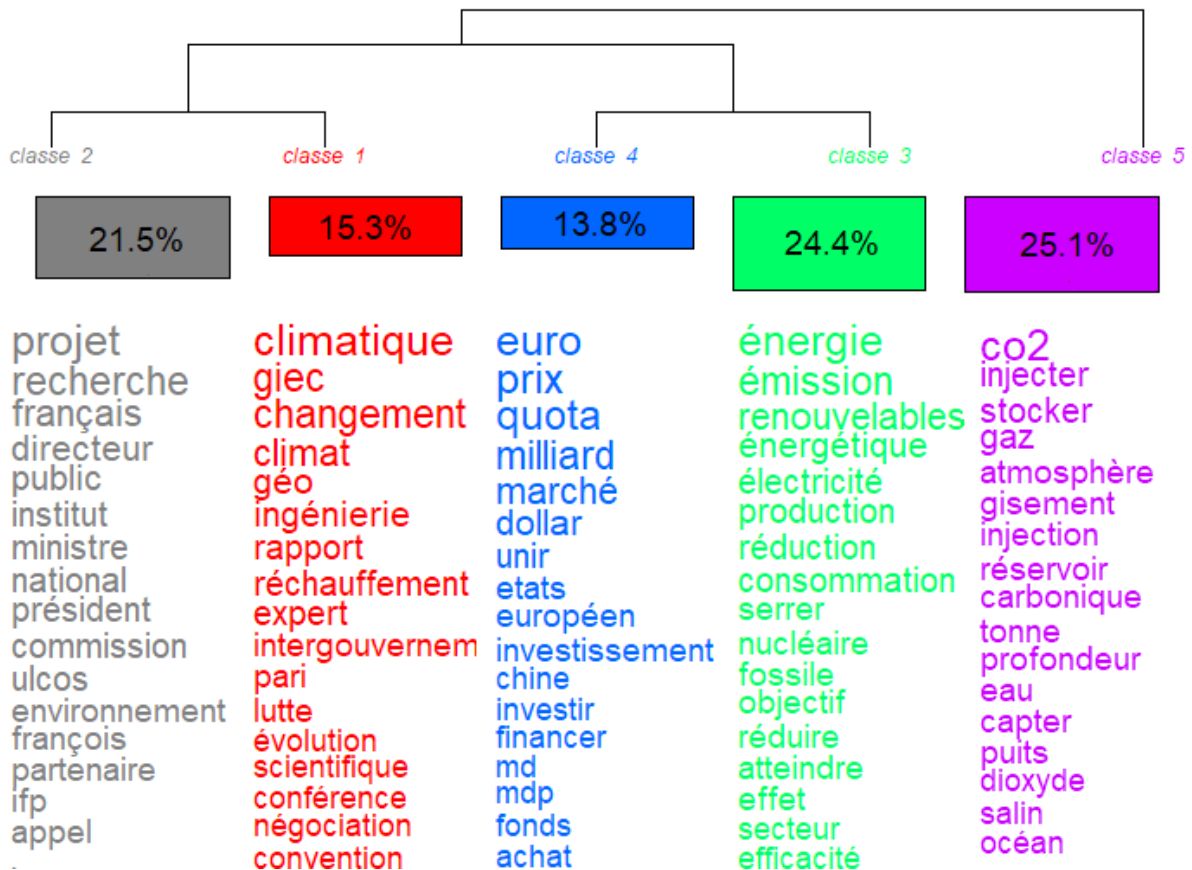 classe 2
classe 1
classe 4
classe 3
classe 5
21.5%
15.3%
13.8%
24.4%
25.1%
projet
recherche
français
directeur
public
institut
ministre
national
président
commission
ulcos
environnement
françois
partenaire
ifp
appel
climatique
giec
changement
climat
géo
ingénierie
rapport
réchauffement
expert
intergouvernem
pari
lutte
évolution
scientifique
conférence
négociation
convention
euro
prix
quota
milliard
marché
dollar
unir
etats
européen
investissement
chine
investir
financer
md
mdp
fonds
achat
énergie
émission
renouvelables
énergétique
électricité
production
réduction
consommation
serrer
nucléaire
fossile
objectif
réduire
atteindre
effet
secteur
efficacité
co2
injecter
stocker
gaz
atmosphère
gisement
injection
réservoir
carbonique
tonne
profondeur
eau
capter
puits
dioxyde
salin
océan